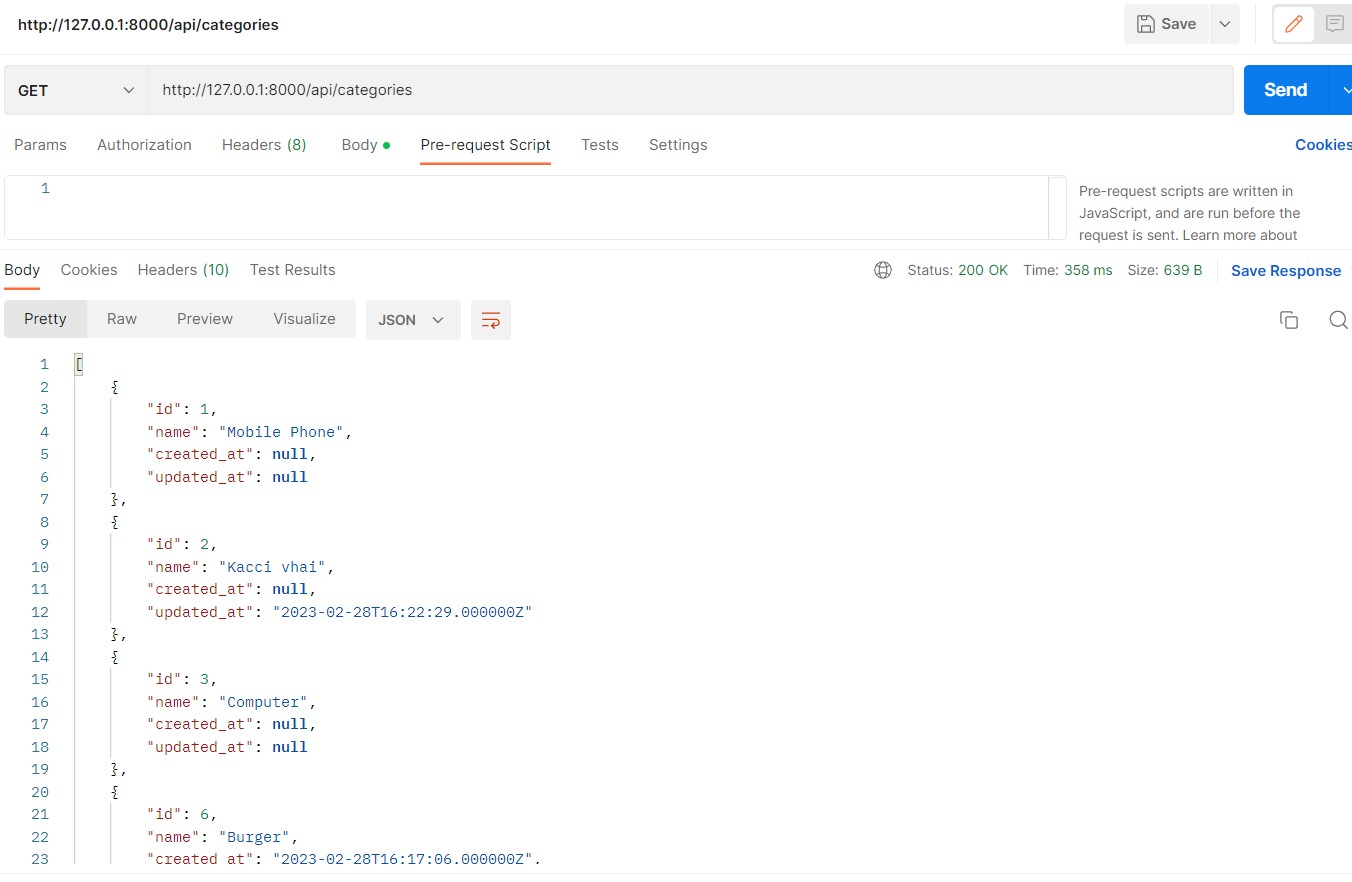 http://127.0.0.1:8000/api/categories
Save
GET http://127.0.0.1:8000/api/categories Send
Params Authorization Headers (8) Body Pre-request Script Tests Settings Cookies
1
Pre-request scripts are written in
JavaScript, and are run before the
request is sent. Learn more about
Body Cookies Headers (10) Test Results Status: 200 OK Time: 358 ms Size: 639 B Save Response
Pretty Raw Preview Visualize JSON
1 [
2 {
3 "id": 1,
4 "name": "Mobile Phone",
5 "created_at": null,
6 "updated_at": null
7 },
8 {
9 "id": 2,
10 "name": "Kacci vhai",
11 "created_at": null,
12 "updated_at": "2023-02-28T16:22:29.000000Z"
13 },
14 {
15 "id": 3,
16 "name": "Computer",
17 "created_at": null,
18 "updated_at": null
19 },
20 {
21 "id": 6,
22 "name": "Burger",
23 "created_at": "2023-02-28T16:17:06.000000Z",